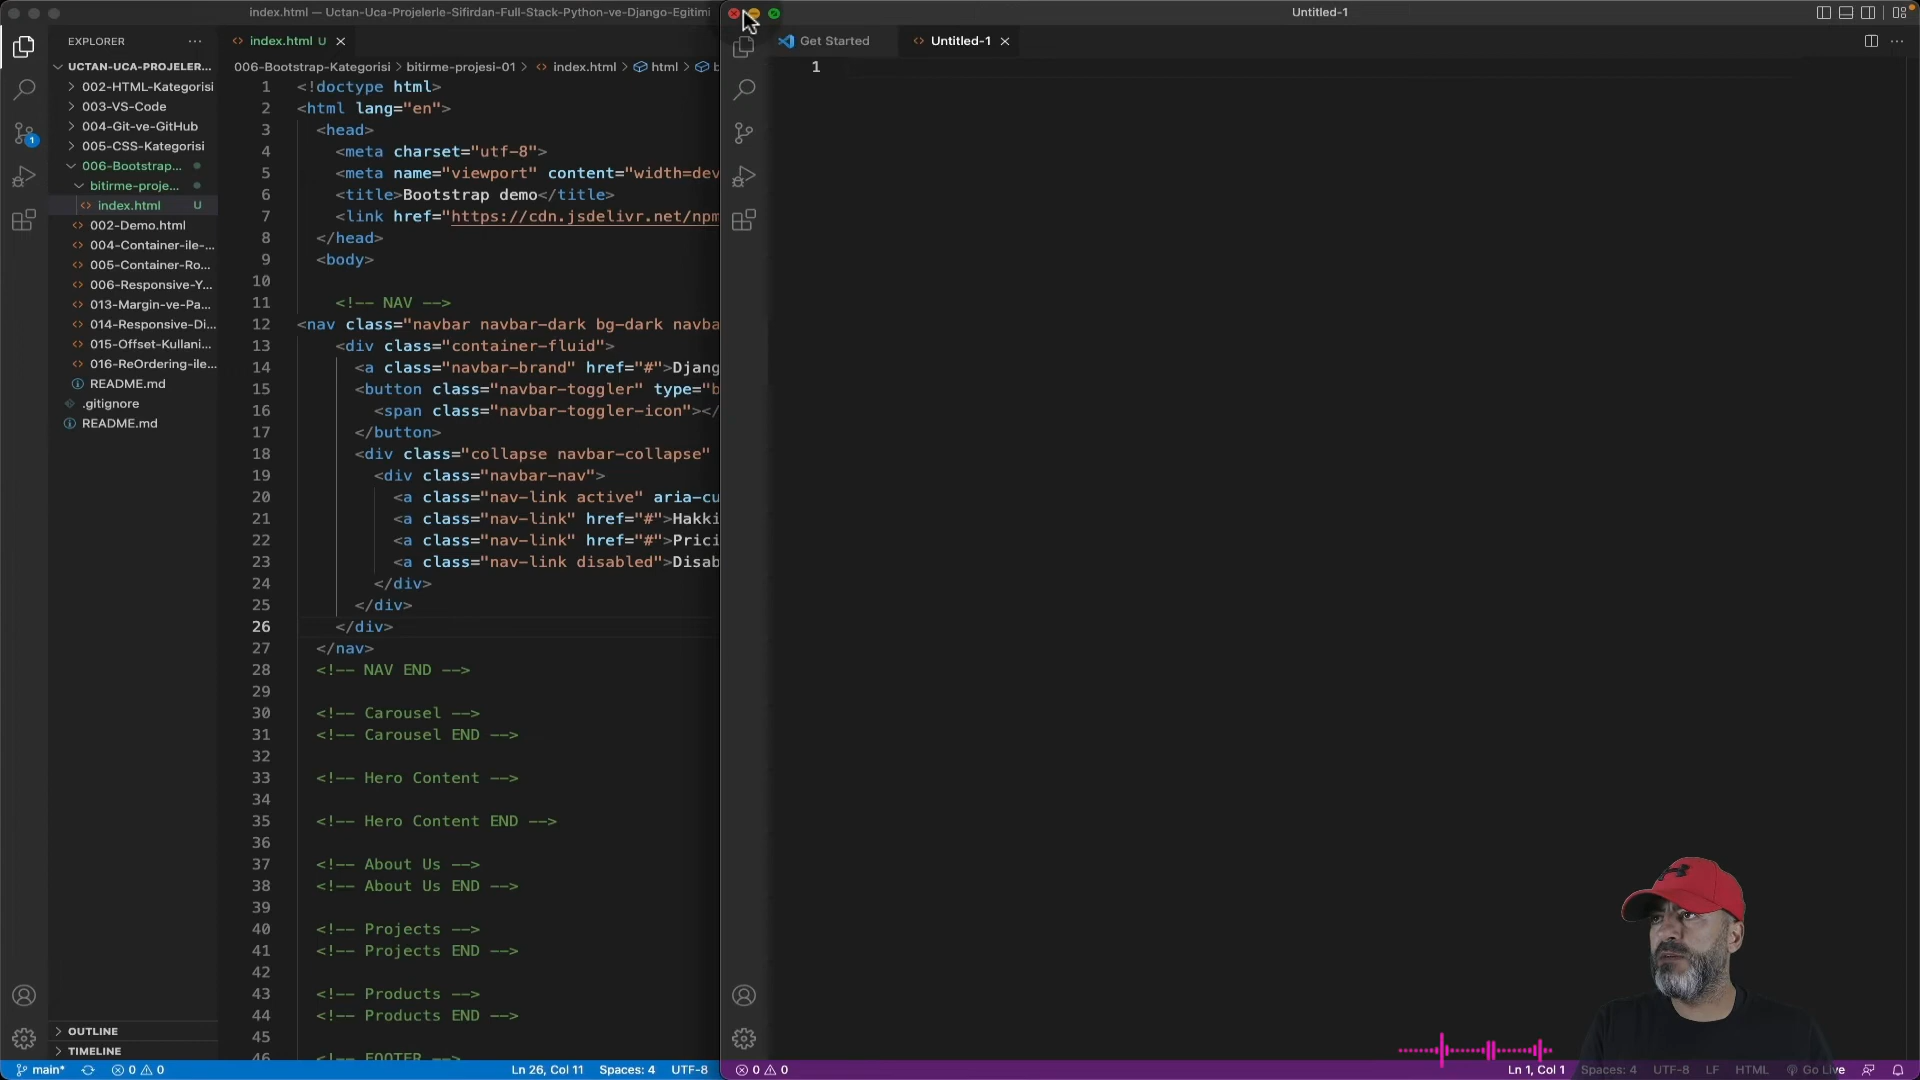 index.html — Uctan-Uca-Projelerle-Sifirdan-Full-Stack-Python-ve-Django-Egitimi
Untitled-1
EXPLORER
index.html U
Get Started
Untitled-1
UCTAN-UCA-PROJELER...
002-HTML-Kategorisi
003-VS-Code
004-Git-ve-GitHub
005-CSS-Kategorisi
006-Bootstrap...
bitirme-proje...
index.html U
002-Demo.html
004-Container-ile-...
005-Container-Ro...
006-Responsive-Y...
013-Margin-ve-Pa...
014-Responsive-Di...
015-Offset-Kullani...
016-ReOrdering-ile...
README.md
.gitignore
README.md
OUTLINE
TIMELINE
006-Bootstrap-Kategorisi > bitirme-projesi-01 > index.html > html > b
1 <!doctype html>
2 <html lang="en">
3 <head>
4 <meta charset="utf-8">
5 <meta name="viewport" content="width=dev
6 <title>Bootstrap demo</title>
7 <link href="https://cdn.jsdelivr.net/npm
8 </head>
9 <body>
10
11 <!-- NAV -->
12 <nav class="navbar navbar-dark bg-dark navba
13 <div class="container-fluid">
14 <a class="navbar-brand" href="#">Djang
15 <button class="navbar-toggler" type="b
16 <span class="navbar-toggler-icon"></
17 </button>
18 <div class="collapse navbar-collapse"
19 <div class="navbar-nav">
20 <a class="nav-link active" aria-cu
21 <a class="nav-link" href="#">Hakki
22 <a class="nav-link" href="#">Prici
23 <a class="nav-link disabled">Disab
24 </div>
25 </div>
26 </div>
27 </nav>
28 <!-- NAV END -->
29
30 <!-- Carousel -->
31 <!-- Carousel END -->
32
33 <!-- Hero Content -->
34
35 <!-- Hero Content END -->
36
37 <!-- About Us -->
38 <!-- About Us END -->
39
40 <!-- Projects -->
41 <!-- Projects END -->
42
43 <!-- Products -->
44 <!-- Products END -->
45
46 <!-- FOOTER -->
1
main* 0 0
Ln 26, Col 11 Spaces: 4 UTF-8
0 0
Ln 1, Col 1 Spaces: 4 UTF-8 LF HTML Go Live